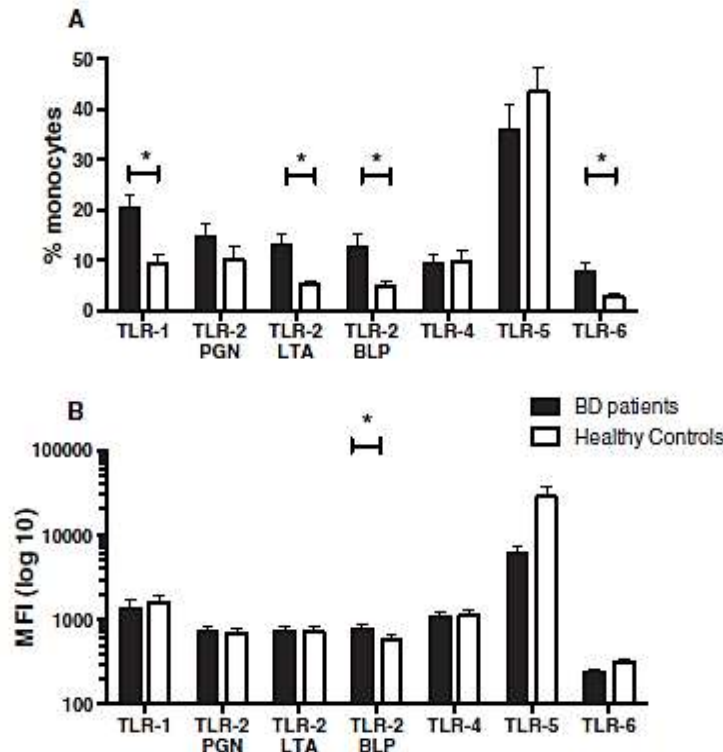 A
% monocytes
50
40
30
20
10
0
* * * *
TLR-1 TLR-2 TLR-2 TLR-2 TLR-4 TLR-5 TLR-6
PGN LTA BLP
B
BD patients
Healthy Controls
*
MFI (log 10)
100000
10000
1000
100
TLR-1 TLR-2 TLR-2 TLR-2 TLR-4 TLR-5 TLR-6
PGN LTA BLP